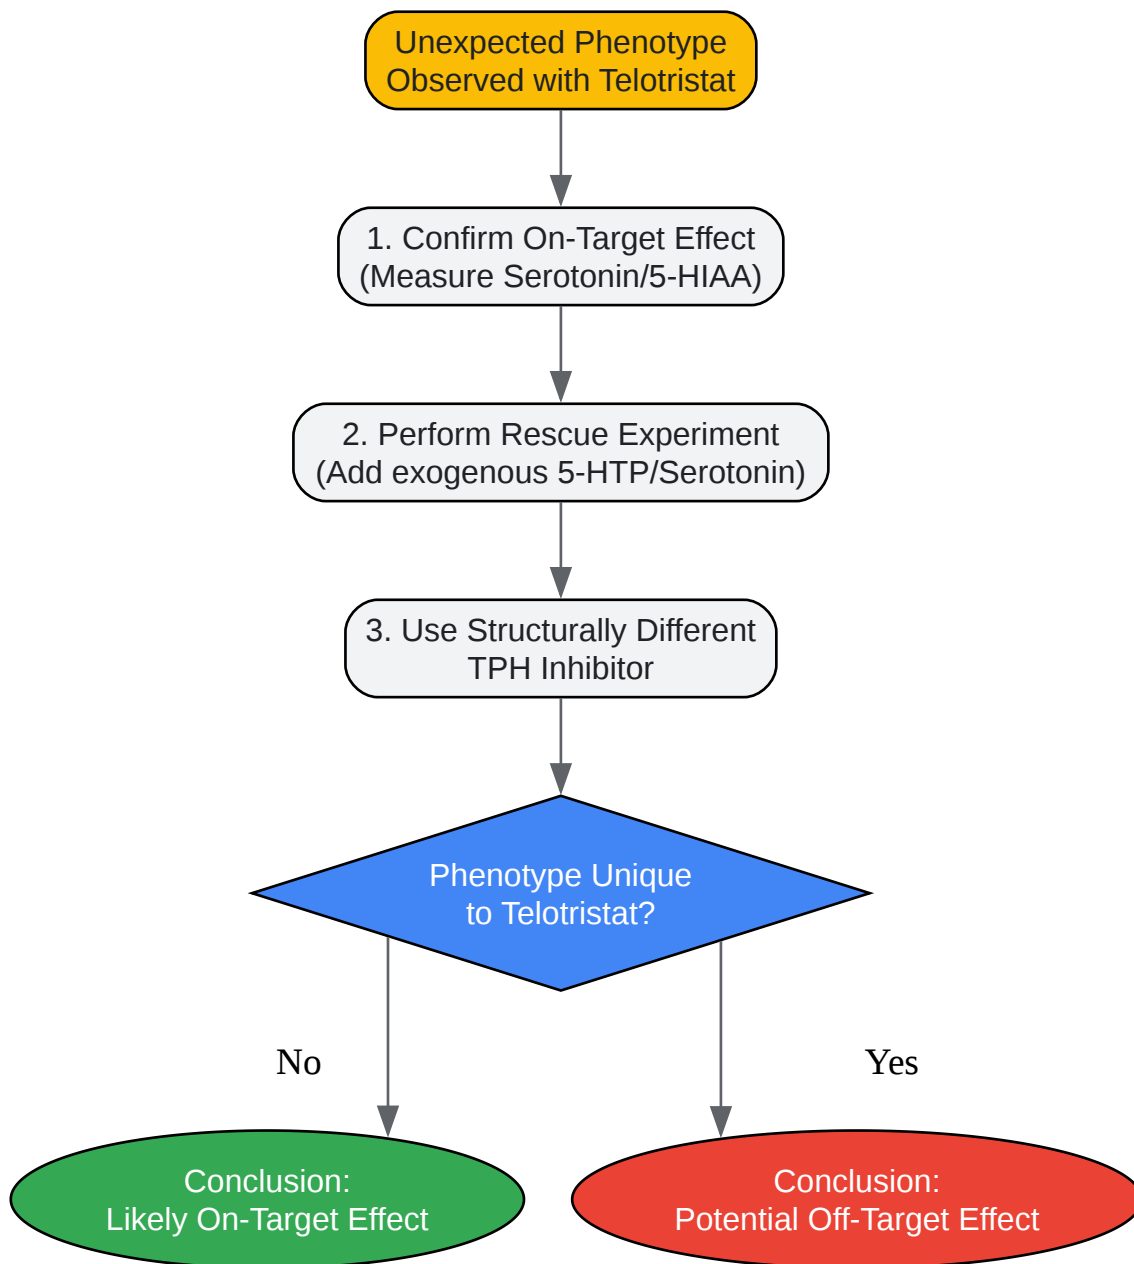 Unexpected Phenotype
Observed with Telotristat
1. Confirm On-Target Effect
(Measure Serotonin/5-HIAA)
2. Perform Rescue Experiment
(Add exogenous 5-HTP/Serotonin)
3. Use Structurally Different
TPH Inhibitor
Phenotype Unique
to Telotristat?
No
Yes
Conclusion:
Likely On-Target Effect
Conclusion:
Potential Off-Target Effect